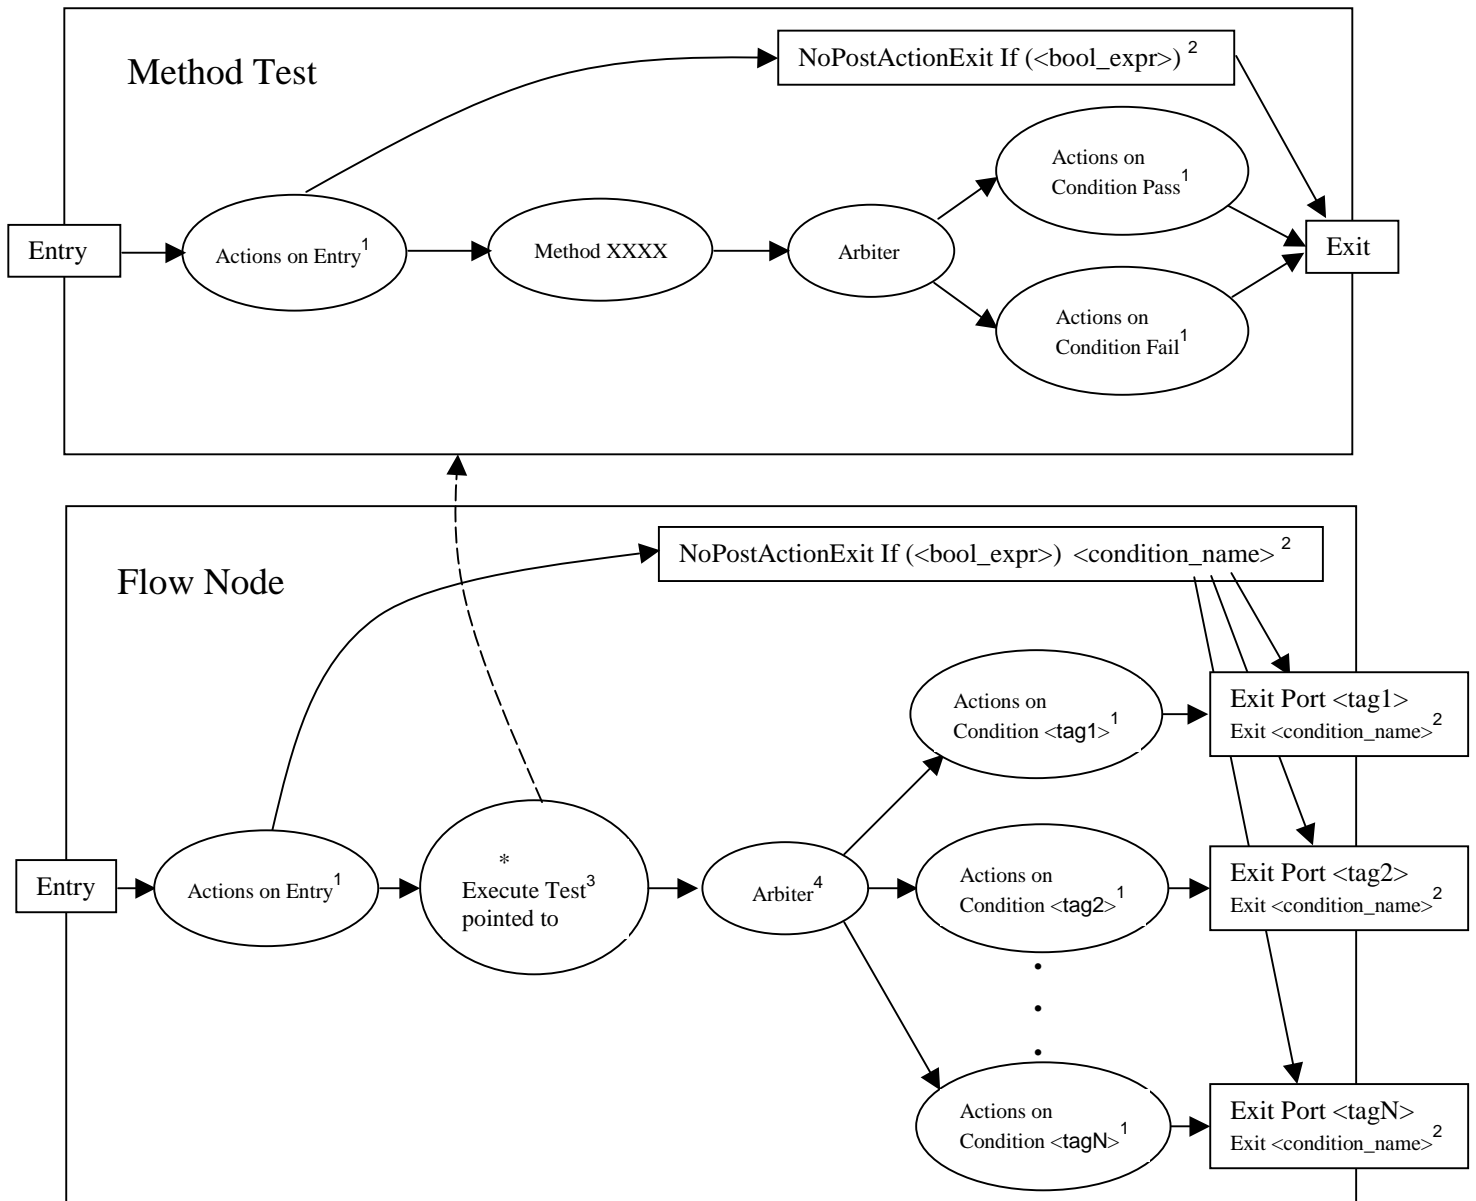 Method Test
NoPostActionExit If (<bool_expr>) 2
Actions on
Condition Pass1
Entry
Actions on Entry1
Method XXXX
Arbiter
Exit
Actions on
Condition Fail1
Flow Node
NoPostActionExit If (<bool_expr>) <condition_name> 2
Actions on
Condition <tag1>1
Exit Port <tag1>
Exit <condition_name>2
Entry
Actions on Entry1
*
Execute Test3
pointed to
Arbiter4
Actions on
Condition <tag2>1
Exit Port <tag2>
Exit <condition_name>2
Actions on
Condition <tagN>1
Exit Port <tagN>
Exit <condition_name>2